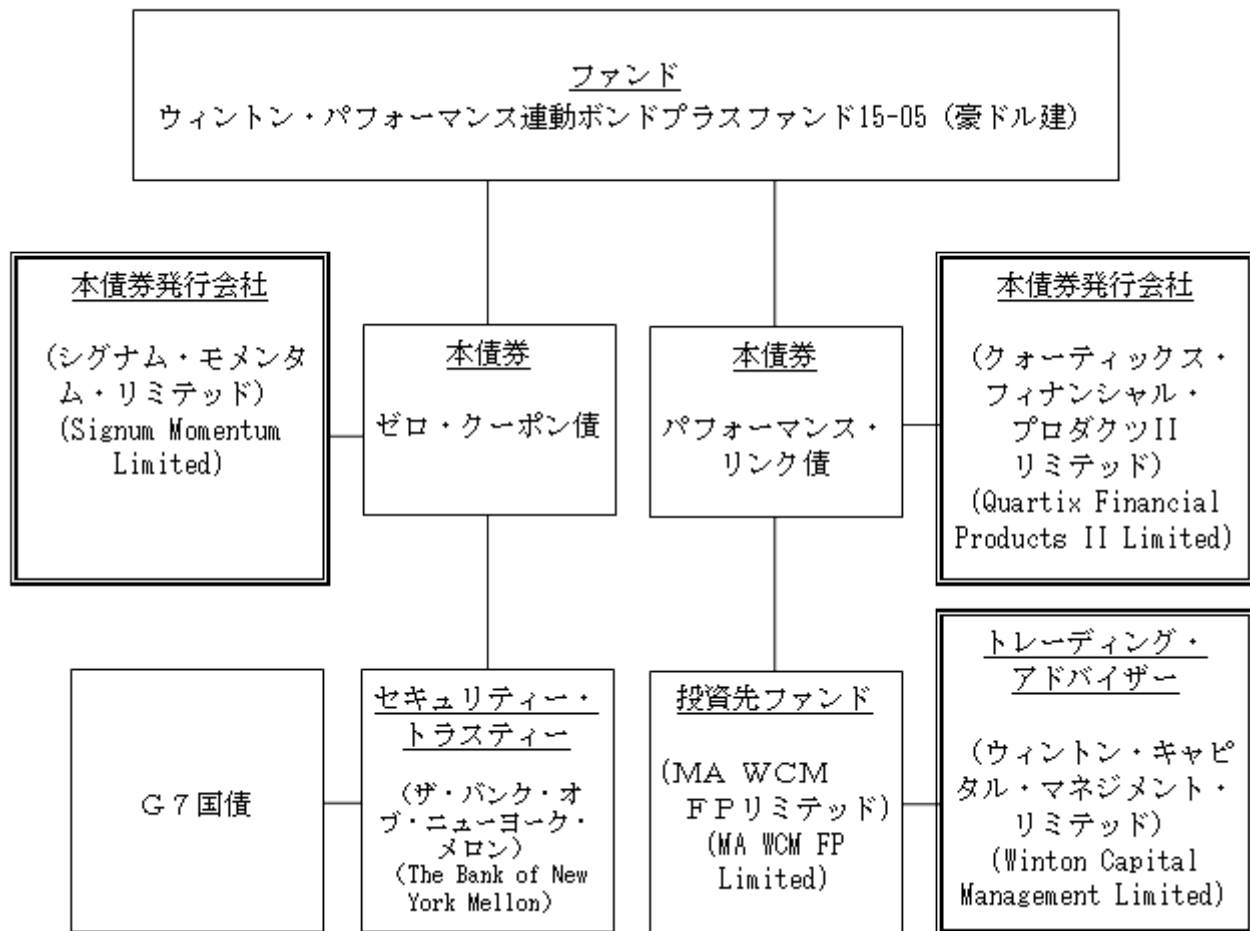 ファンド
ウィントン・パフォーマンス連動ボンドプラスファンド15-05（豪ドル建）
本債券発行会社
（シグナム・モメンタ
ム・リミテッド）
(Signum Momentum
Limited)
本債券
ゼロ・クーポン債
本債券
パフォーマンス・
リンク債
本債券発行会社
（クォーティックス・
フィナンシャル・
プロダクツII
リミテッド）
(Quartix Financial
Products II Limited)
Ｇ７国債
セキュリティー・
トラスティー
（ザ・バンク・オ
ブ・ニューヨーク・
メロン）
(The Bank of New
York Mellon)
投資先ファンド
（ＭＡ ＷＣＭ
ＦＰリミテッド）
(MA WCM FP
Limited)
トレーディング・
アドバイザー
（ウィントン・キャピ
タル・マネジメント・
リミテッド）
(Winton Capital
Management Limited)